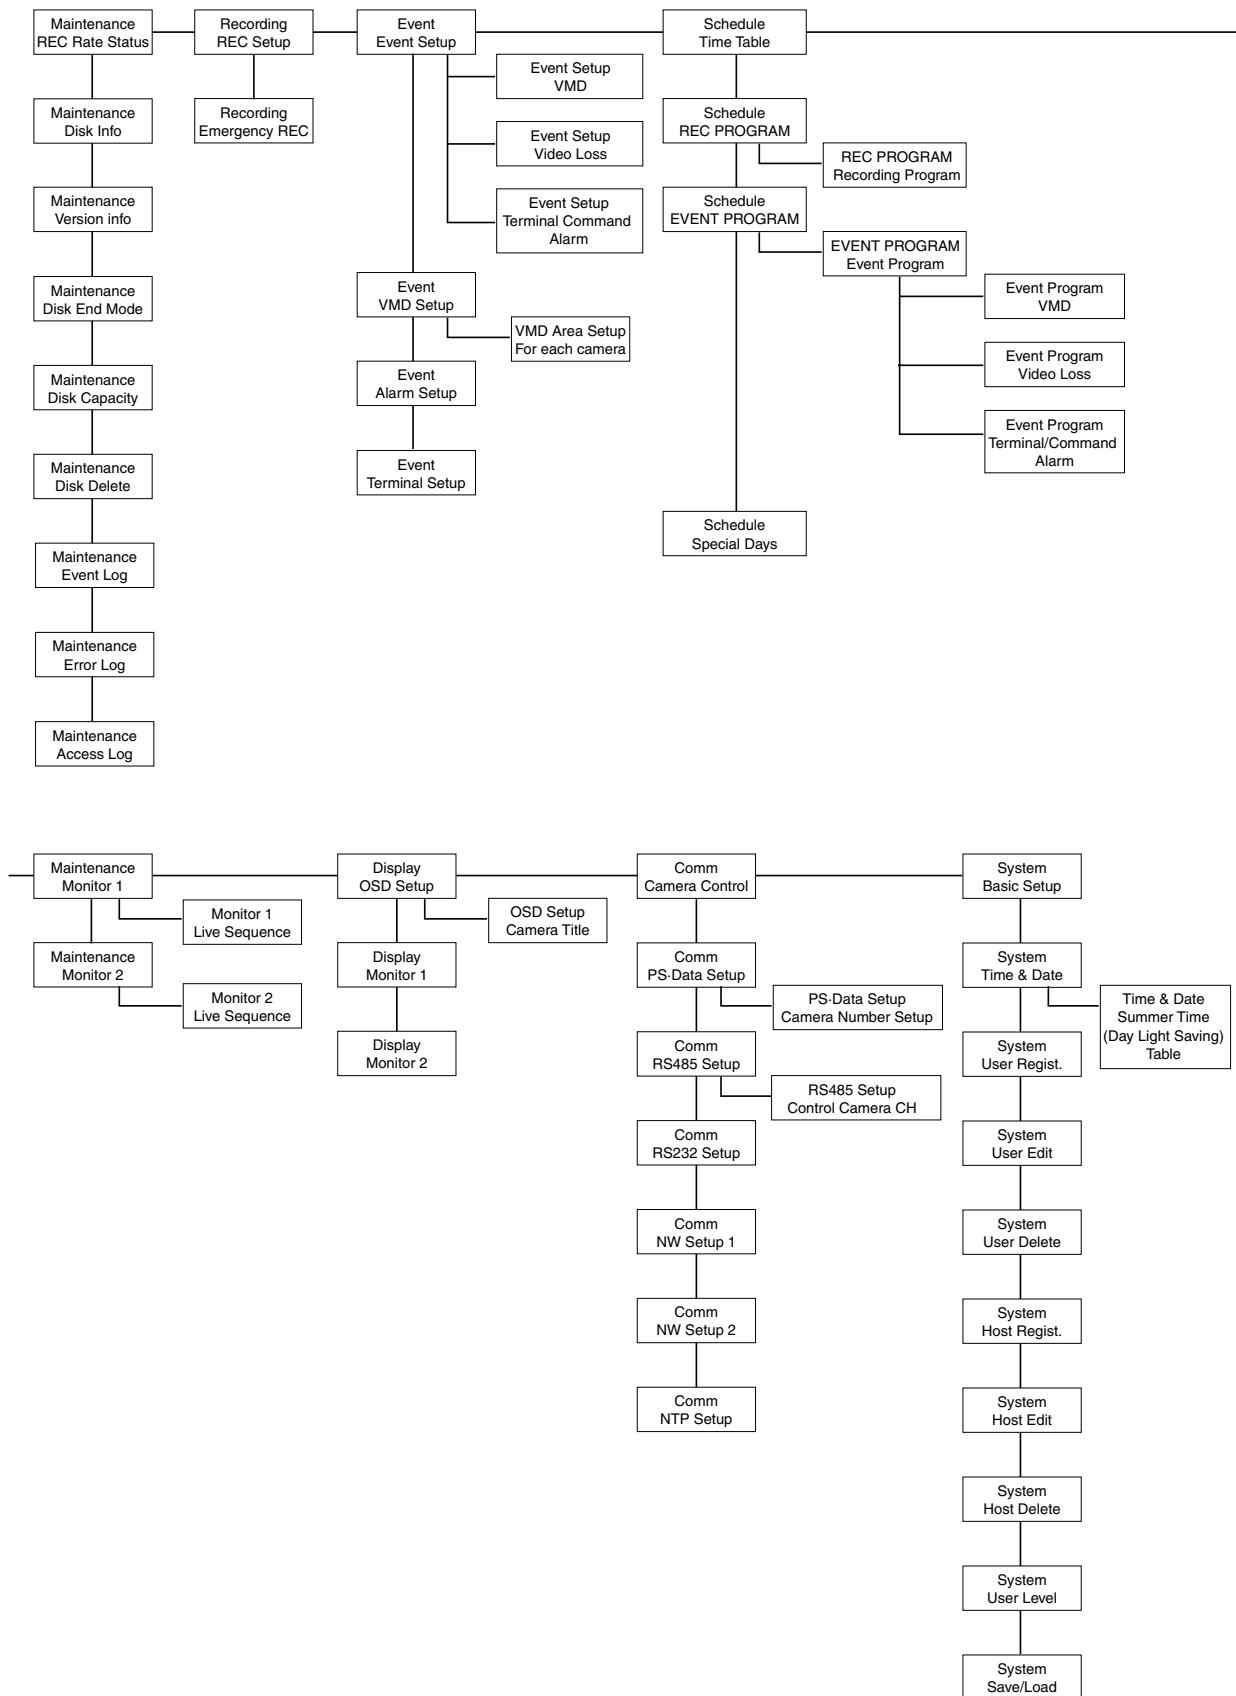 Maintenance
REC Rate Status
Recording
REC Setup
Event
Event Setup
Schedule
Time Table
Event Setup
VMD
Maintenance
Disk Info
Recording
Emergency REC
Event Setup
Video Loss
Schedule
REC PROGRAM
REC PROGRAM
Recording Program
Maintenance
Version info
Event Setup
Terminal Command
Alarm
Schedule
EVENT PROGRAM
EVENT PROGRAM
Event Program
Maintenance
Disk End Mode
Event
VMD Setup
Event Program
VMD
VMD Area Setup
For each camera
Event Program
Video Loss
Maintenance
Disk Capacity
Event
Alarm Setup
Event Program
Terminal/Command
Alarm
Maintenance
Disk Delete
Event
Terminal Setup
Schedule
Special Days
Maintenance
Event Log
Maintenance
Error Log
Maintenance
Access Log
Maintenance
Monitor 1
Display
OSD Setup
Comm
Camera Control
System
Basic Setup
Monitor 1
Live Sequence
OSD Setup
Camera Title
Maintenance
Monitor 2
Display
Monitor 1
Comm
PS·Data Setup
System
Time & Date
Monitor 2
Live Sequence
PS·Data Setup
Camera Number Setup
Time & Date
Summer Time
(Day Light Saving)
Table
Display
Monitor 2
Comm
RS485 Setup
System
User Regist.
RS485 Setup
Control Camera CH
Comm
RS232 Setup
System
User Edit
Comm
NW Setup 1
System
User Delete
Comm
NW Setup 2
System
Host Regist.
Comm
NTP Setup
System
Host Edit
System
Host Delete
System
User Level
System
Save/Load